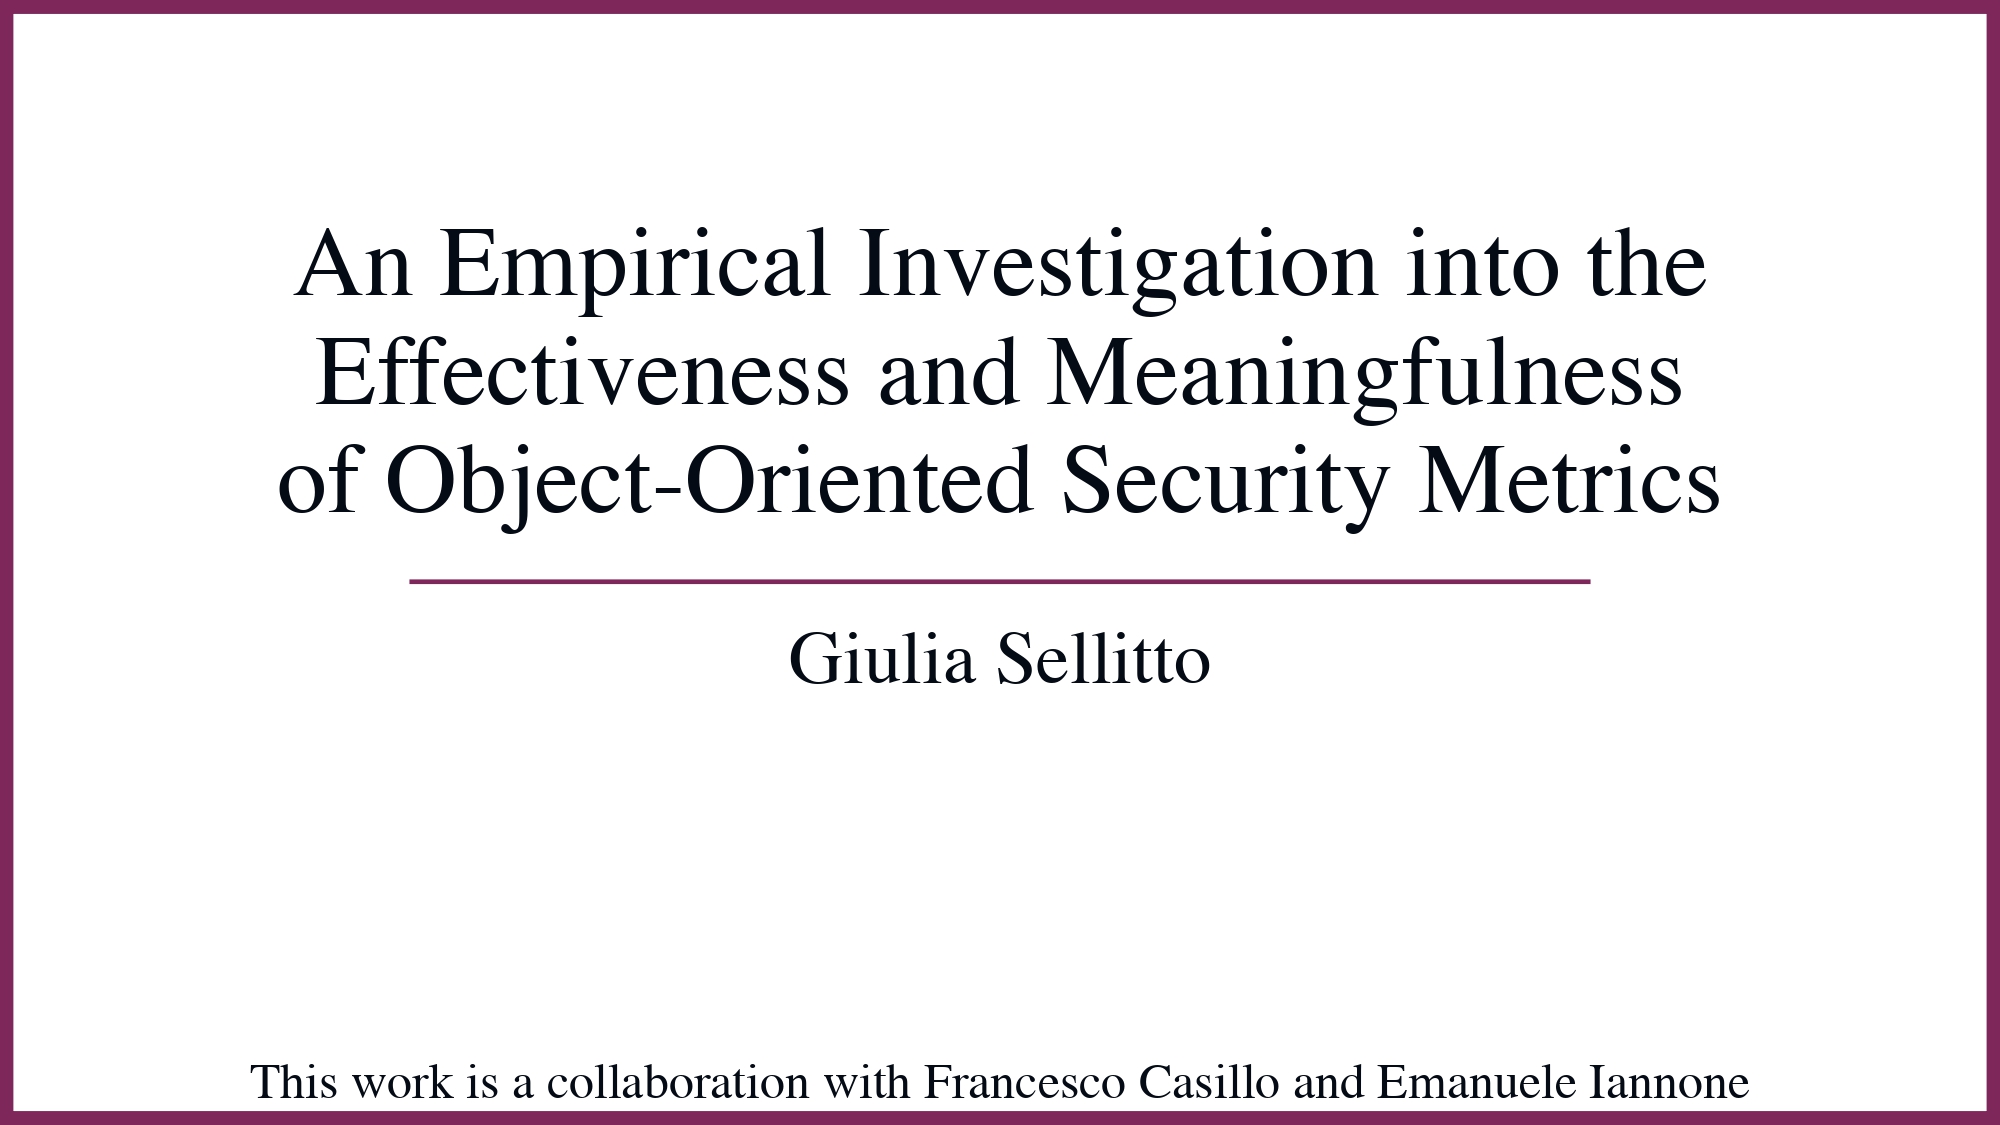 An Empirical Investigation into the
Effectiveness and Meaningfulness
of Object-Oriented Security Metrics
Giulia Sellitto
This work is a collaboration with Francesco Casillo and Emanuele Iannone